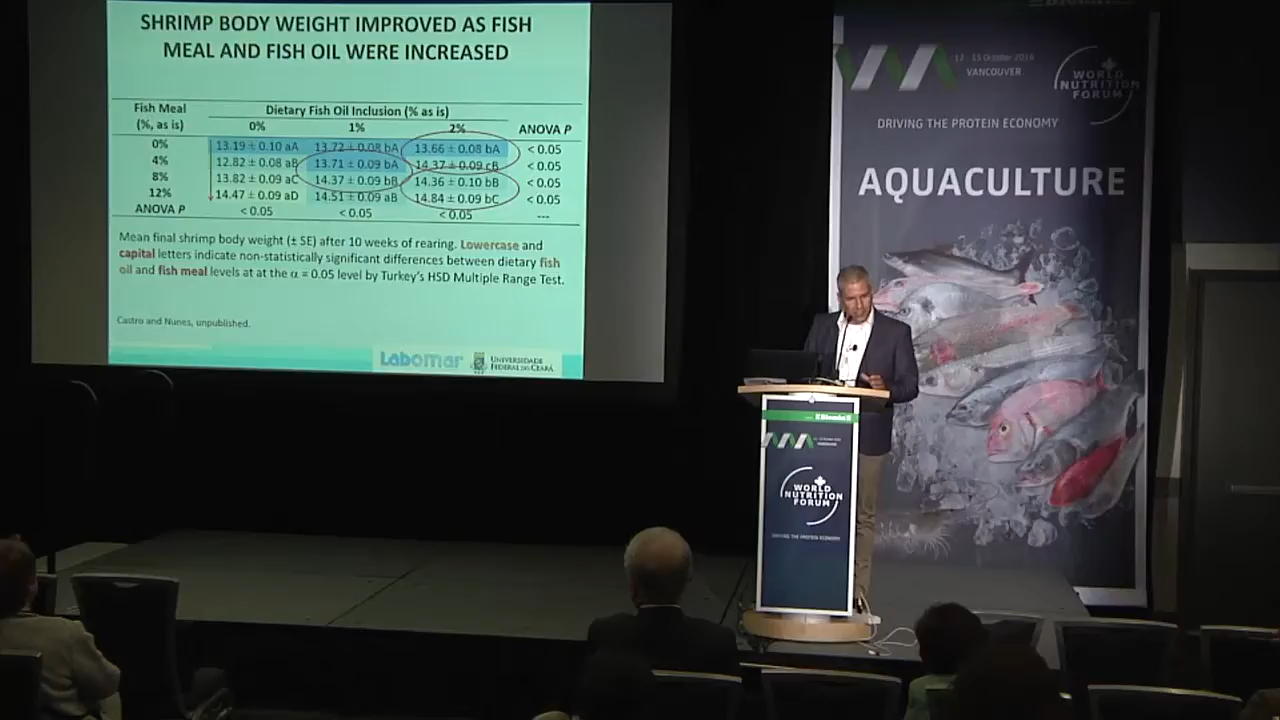 SHRIMP BODY WEIGHT IMPROVED AS FISH
MEAL AND FISH OIL WERE INCREASED
Fish Meal
(%, as is)
Dietary Fish Oil Inclusion (% as is)
0% 1% 2% ANOVA P
0% 13.19 ± 0.10 aA 13.72 ± 0.08 bA 13.66 ± 0.08 bA < 0.05
4% 12.82 ± 0.08 aB 13.71 ± 0.09 bA 14.37 ± 0.09 cB < 0.05
8% 13.82 ± 0.09 aC 14.37 ± 0.09 bB 14.36 ± 0.10 bB < 0.05
12% 14.47 ± 0.09 aD 14.51 ± 0.09 aB 14.84 ± 0.09 bC < 0.05
ANOVA P < 0.05 < 0.05 < 0.05 ---
Mean final shrimp body weight (± SE) after 10 weeks of rearing. Lowercase and
capital letters indicate non-statistically significant differences between dietary fish
oil and fish meal levels at at the α = 0.05 level by Turkey's HSD Multiple Range Test.
Castro and Nunes, unpublished.
Labomar
UNIVERSIDADE
FEDERAL DO CEARÁ
12 - 15 October 2016
VANCOUVER
WORLD
NUTRITION
FORUM
DRIVING THE PROTEIN ECONOMY
AQUACULTURE
Biomin
VANCOUVER
WORLD
NUTRITION
FORUM
DRIVING THE PROTEIN ECONOMY